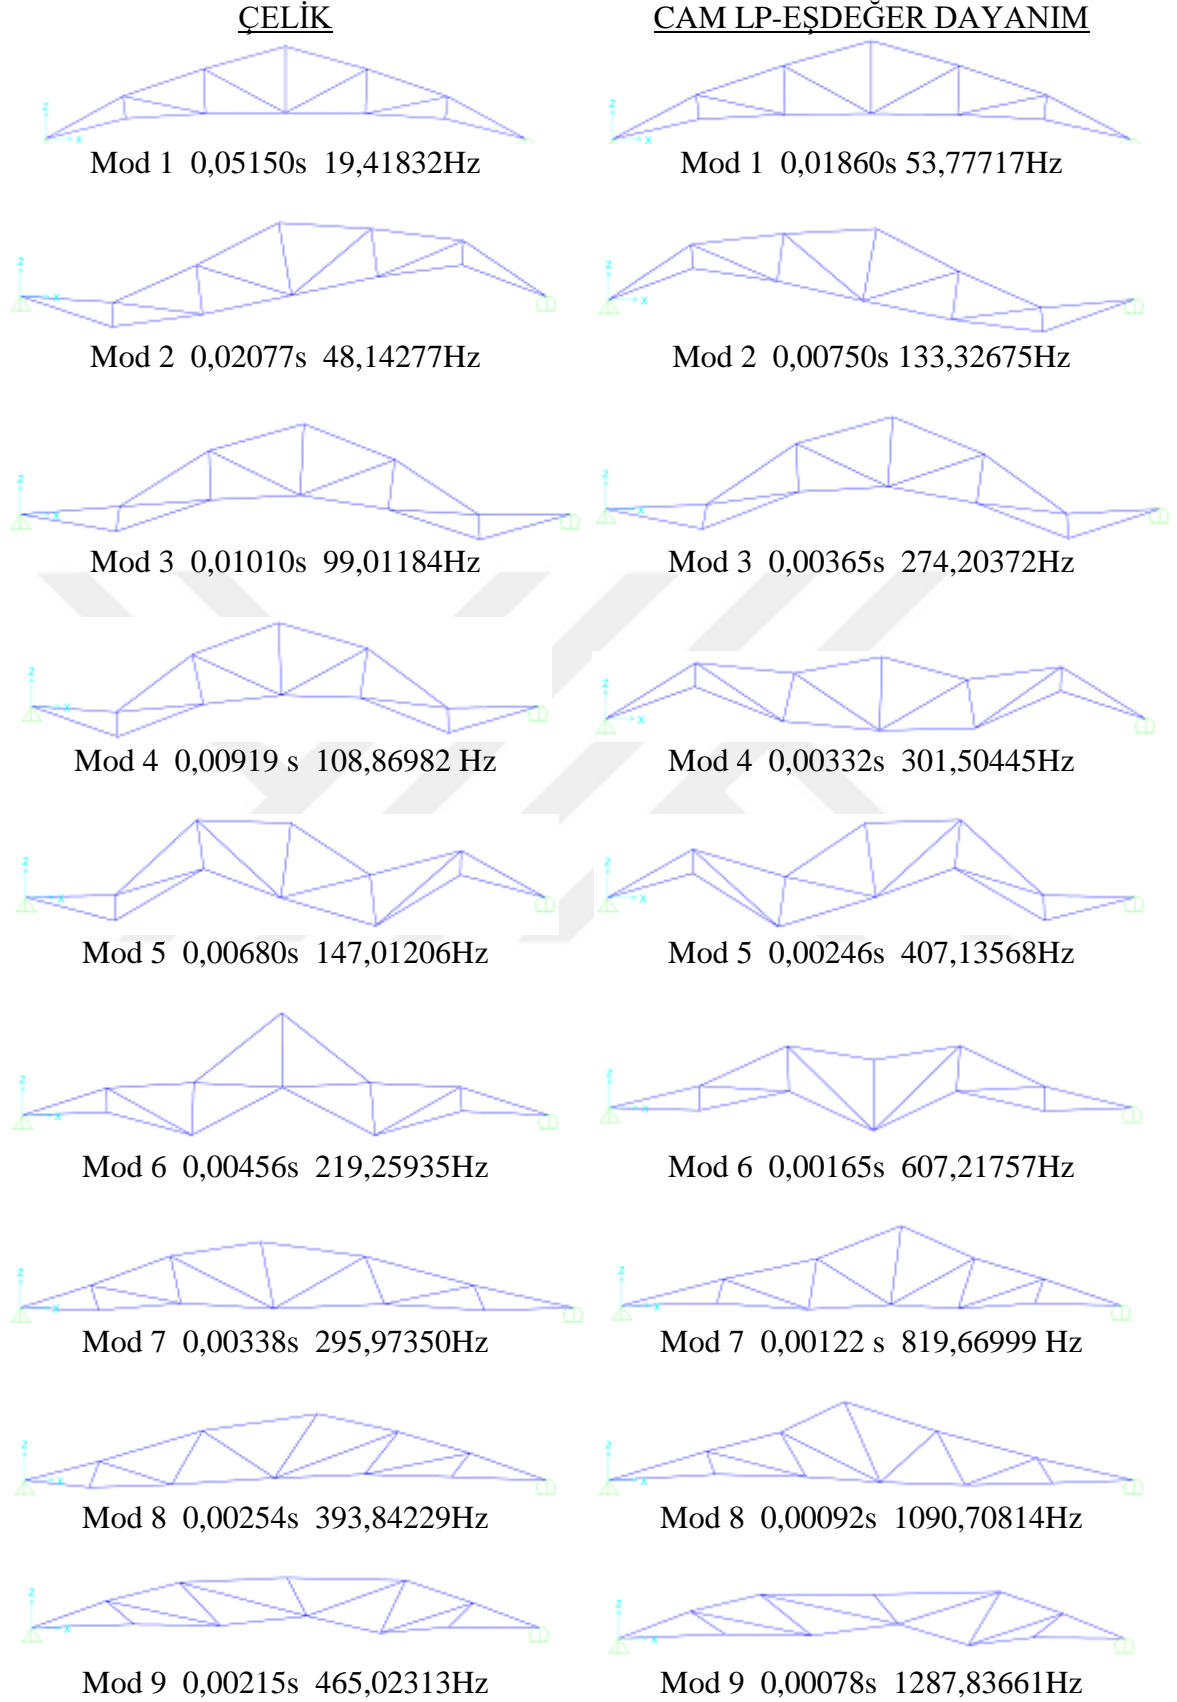 ÇELİK CAM LP-EŞDEĞER DAYANIM
Mod 1 0,05150s 19,41832Hz Mod 1 0,01860s 53,77717Hz
Mod 2 0,02077s 48,14277Hz Mod 2 0,00750s 133,32675Hz
Mod 3 0,01010s 99,01184Hz Mod 3 0,00365s 274,20372Hz
Mod 4 0,00919 s 108,86982 Hz Mod 4 0,00332s 301,50445Hz
Mod 5 0,00680s 147,01206Hz Mod 5 0,00246s 407,13568Hz
Mod 6 0,00456s 219,25935Hz Mod 6 0,00165s 607,21757Hz
Mod 7 0,00338s 295,97350Hz Mod 7 0,00122 s 819,66999 Hz
Mod 8 0,00254s 393,84229Hz Mod 8 0,00092s 1090,70814Hz
Mod 9 0,00215s 465,02313Hz Mod 9 0,00078s 1287,83661Hz